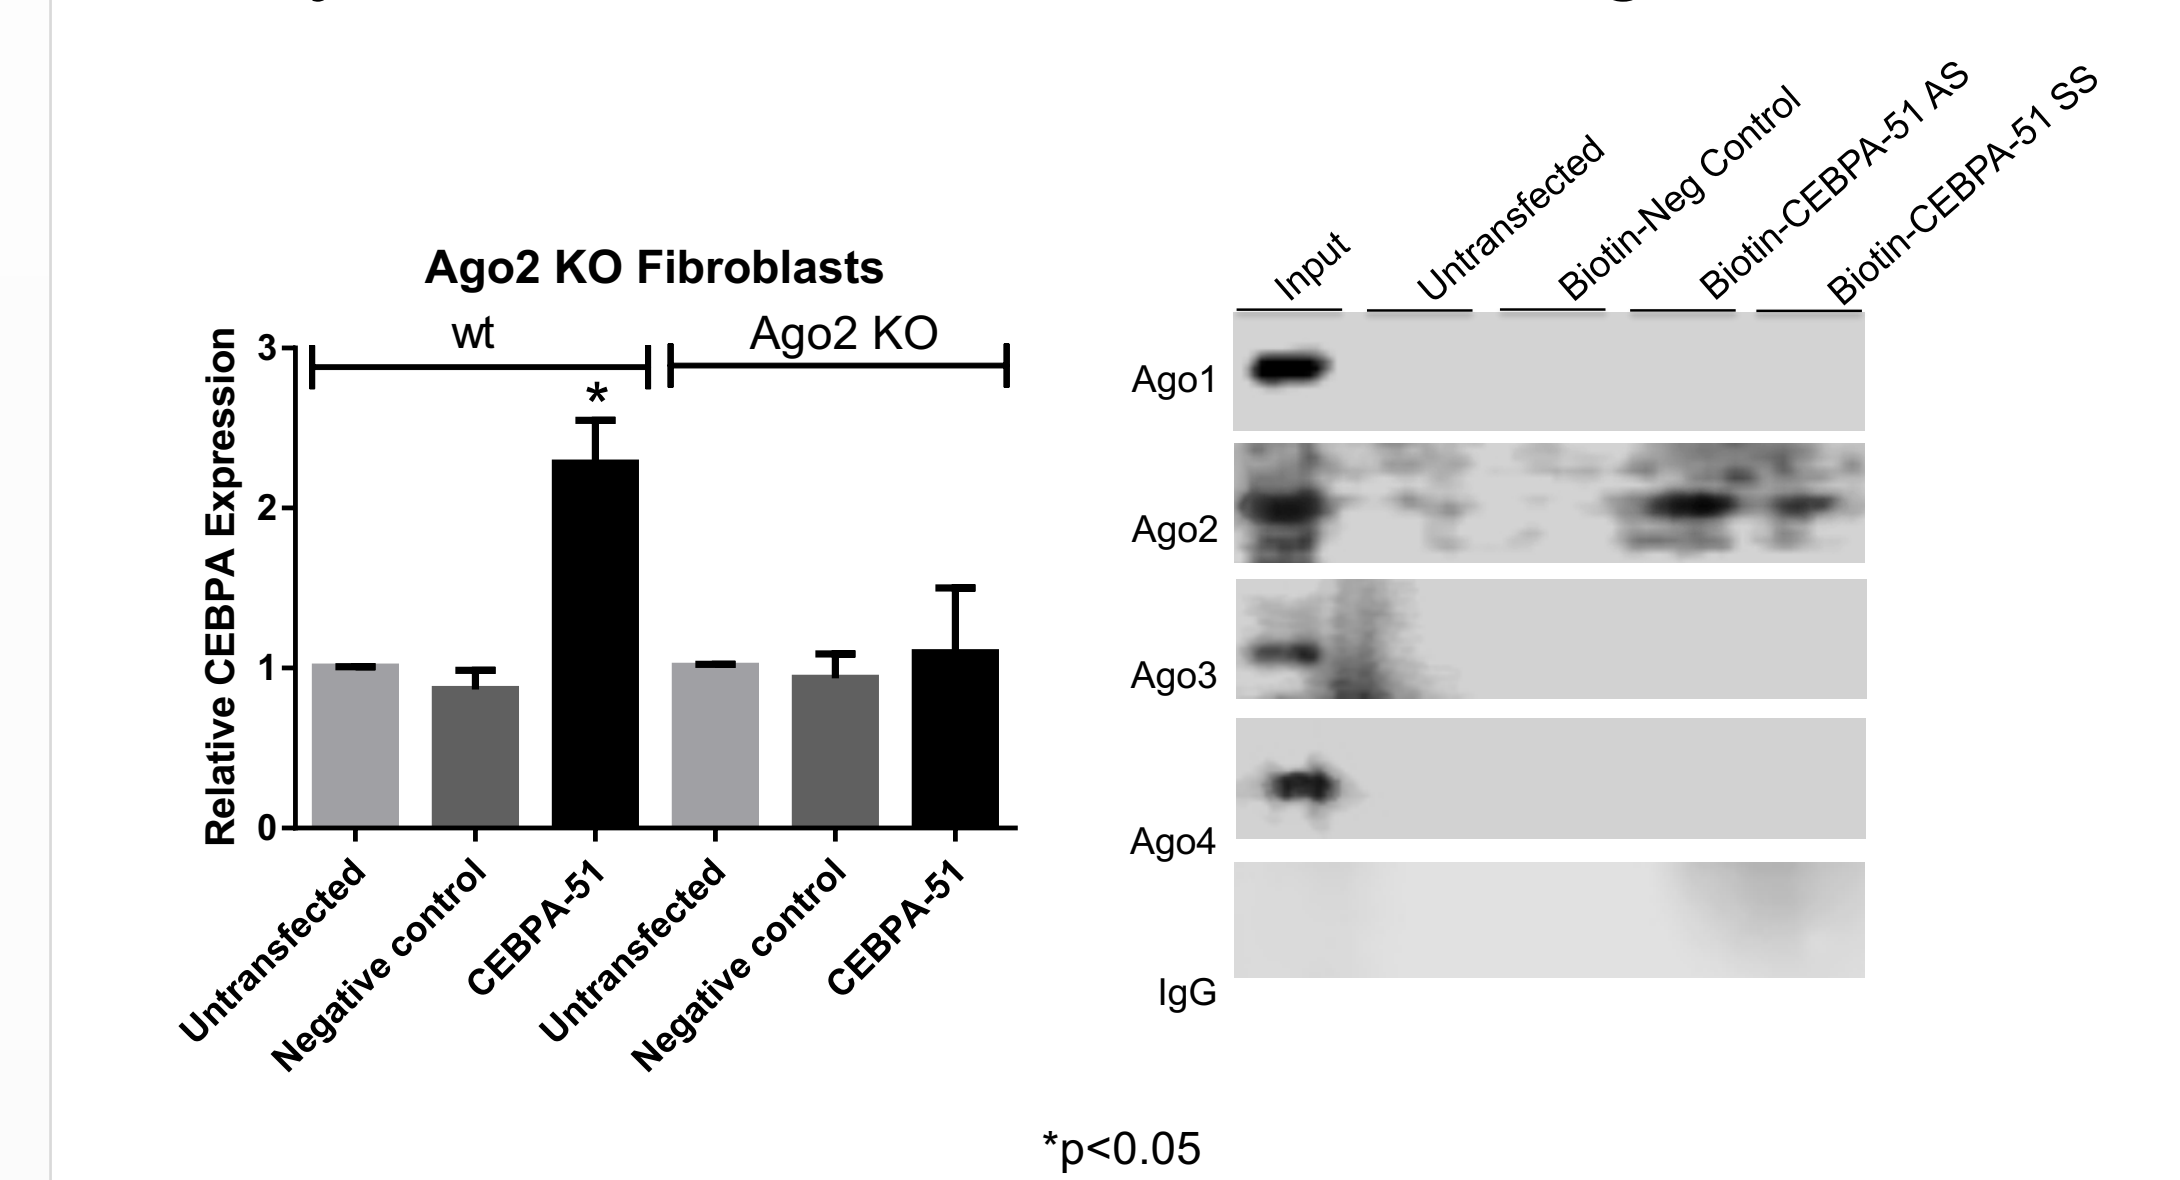 Ago2 KO Fibroblasts
wt
Ago2 KO
Relative CEBPA Expression
3
2
1
0
*
Untransfected
Negative control
CEBPA-51
Untransfected
Negative control
CEBPA-51
Input
Untransfected
Biotin-Neg Control
Biotin-CEBPA-51 AS
Biotin-CEBPA-51 SS
Ago1
Ago2
Ago3
Ago4
IgG
*p<0.05